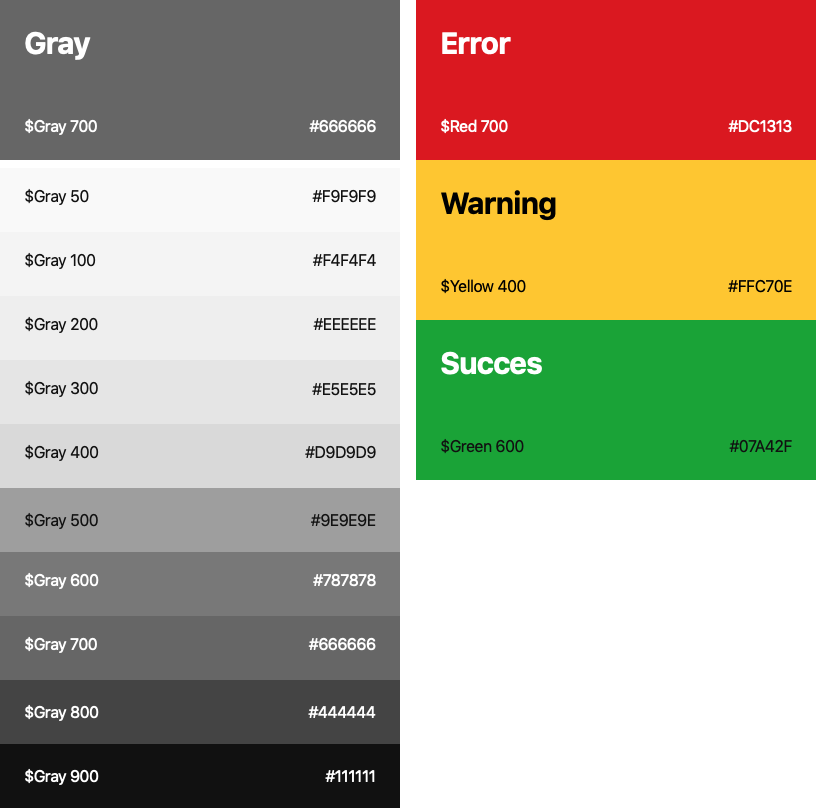 Gray
$Gray 700 #666666
$Gray 50 #F9F9F9
$Gray 100 #F4F4F4
$Gray 200 #EEEEEE
$Gray 300 #E5E5E5
$Gray 400 #D9D9D9
$Gray 500 #9E9E9E
$Gray 600 #787878
$Gray 700 #666666
$Gray 800 #444444
$Gray 900 #111111
Error
$Red 700 #DC1313
Warning
$Yellow 400 #FFC70E
Succes
$Green 600 #07A42F